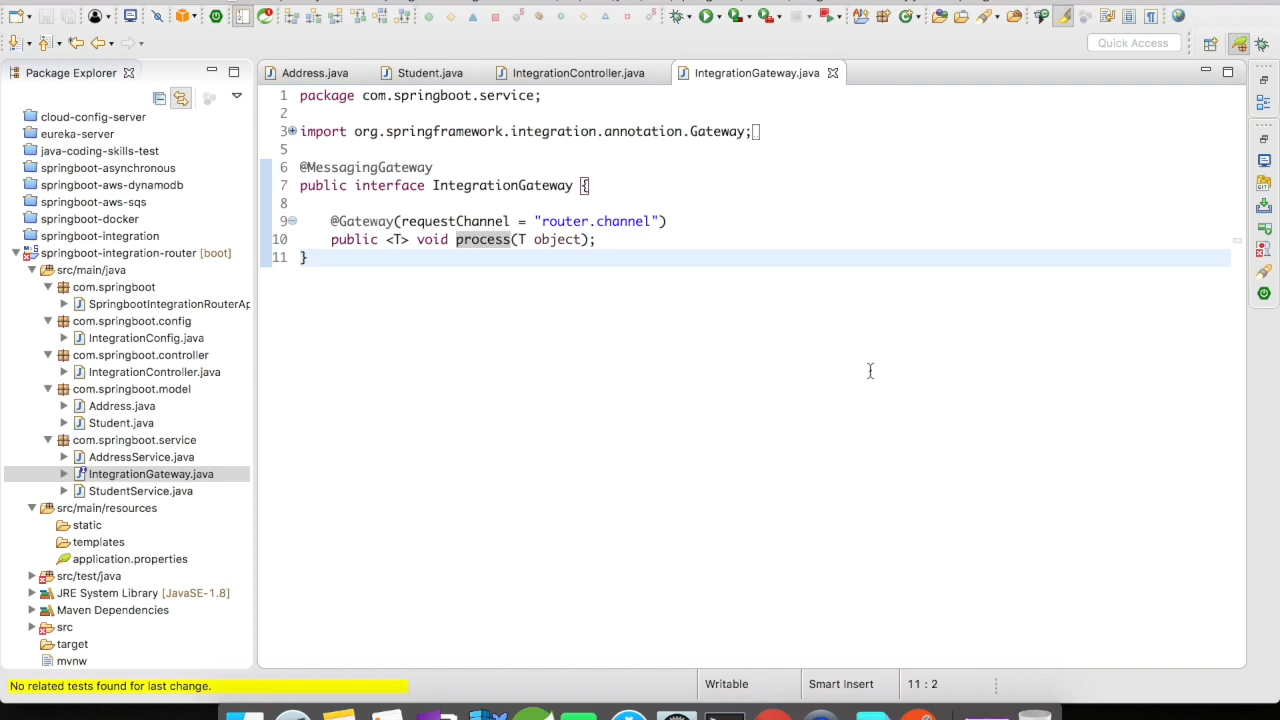 Quick Access
Package Explorer
Address.java
Student.java
IntegrationController.java
IntegrationGateway.java
cloud-config-server
eureka-server
java-coding-skills-test
springboot-asynchronous
springboot-aws-dynamodb
springboot-aws-sqs
springboot-docker
springboot-integration
springboot-integration-router [boot]
src/main/java
com.springboot
SpringbootIntegrationRouterAp
com.springboot.config
IntegrationConfig.java
com.springboot.controller
IntegrationController.java
com.springboot.model
Address.java
Student.java
com.springboot.service
AddressService.java
IntegrationGateway.java
StudentService.java
src/main/resources
static
templates
application.properties
src/test/java
JRE System Library [JavaSE-1.8]
Maven Dependencies
src
target
mvnw
1 package com.springboot.service;
2
3 import org.springframework.integration.annotation.Gateway;
5
6 @MessagingGateway
7 public interface IntegrationGateway {
8
9 @Gateway(requestChannel = "router.channel")
10 public <T> void process(T object);
11 }
No related tests found for last change.
Writable
Smart Insert
11 : 2